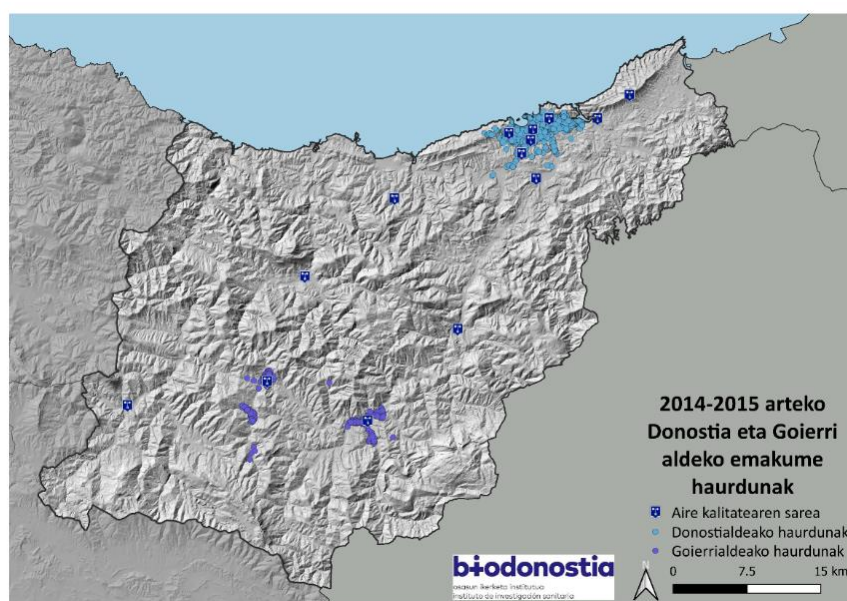 2014-2015 arteko
Donostia eta Goierri
aldeko emakume
haurdunak
Aire kalitatearen sarea
Donostialdeako haurdunak
Goierrialdeako haurdunak
N
0 7.5 15 km
biodonostia
osasun ikerketa institutua
instituto de investigación sanitaria